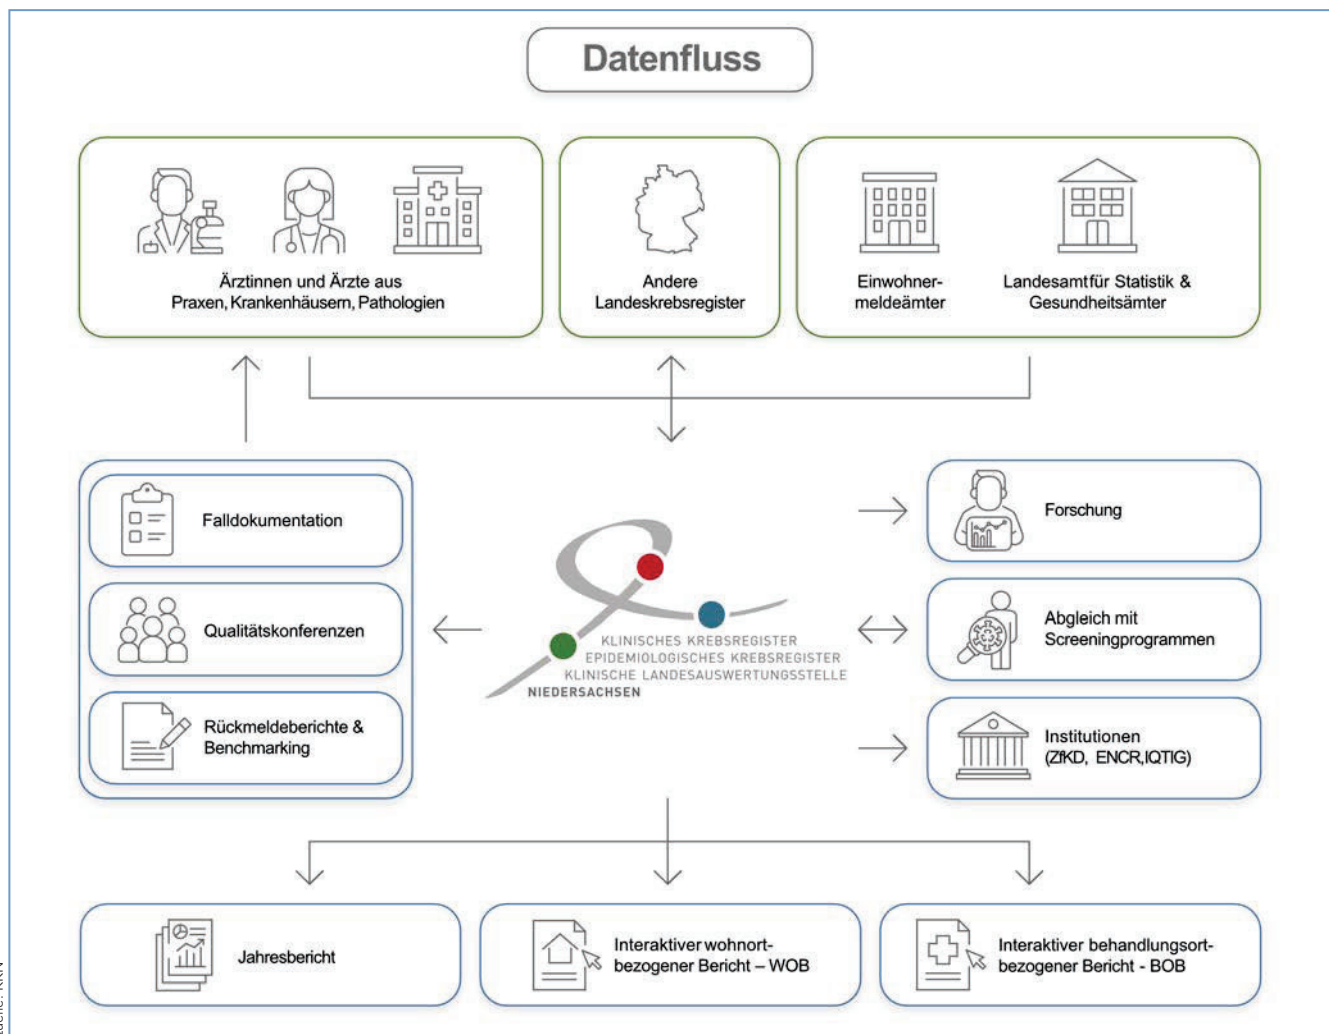 Datenfluss
Ärztinnen und Ärzte aus
Praxen, Krankenhäusern, Pathologien
Andere
Landeskrebsregister
Einwohner-
meldeämter
Landesamt für Statistik &
Gesundheitsämter
Falldokumentation
Qualitätskonferenzen
Rückmeldeberichte &
Benchmarking
KLINISCHES KREBSREGISTER
EPIDEMIOLOGISCHES KREBSREGISTER
KLINISCHE LANDESAUSWERTUNGSSTELLE
NIEDERSACHSEN
Forschung
Abgleich mit
Screeningprogrammen
Institutionen
(ZfKD, ENCR,IQTIG)
Jahresbericht
Interaktiver wohnort-
bezogener Bericht – WOB
Interaktiver behandlungsort-
bezogener Bericht - BOB